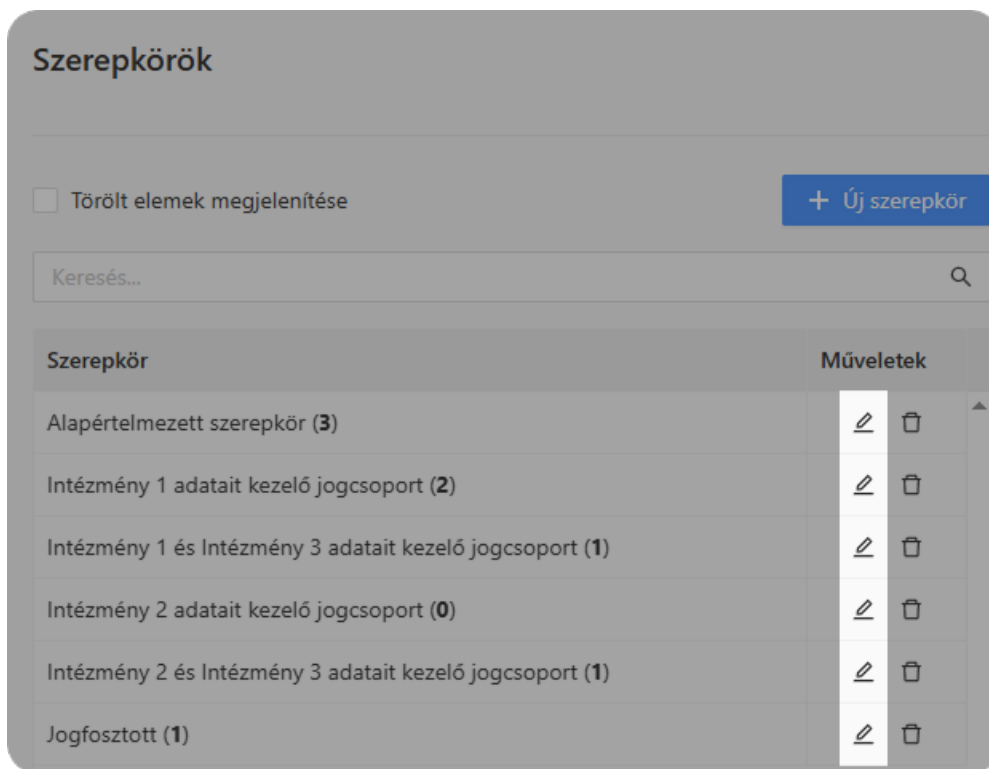 Szerepkörök
Törölt elemek megjelenítése
+ Új szerepkör
Keresés...
Szerepkör Műveletek
Alapértelmezett szerepkör (3)
Intézmény 1 adatait kezelő jogcsoport (2)
Intézmény 1 és Intézmény 3 adatait kezelő jogcsoport (1)
Intézmény 2 adatait kezelő jogcsoport (0)
Intézmény 2 és Intézmény 3 adatait kezelő jogcsoport (1)
Jogfosztott (1)